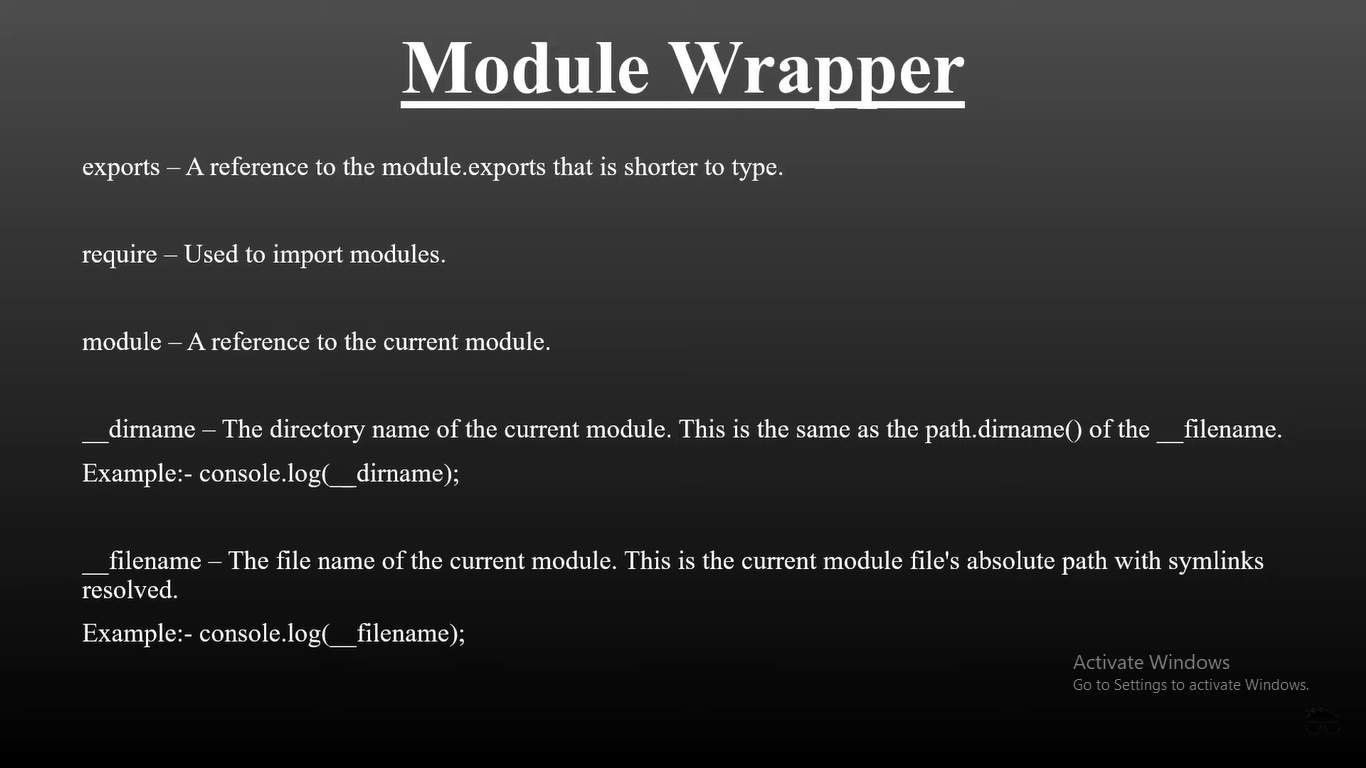 Module Wrapper
exports – A reference to the module.exports that is shorter to type.
require – Used to import modules.
module – A reference to the current module.
__dirname – The directory name of the current module. This is the same as the path.dirname() of the __filename.
Example:- console.log(__dirname);
__filename – The file name of the current module. This is the current module file's absolute path with symlinks
resolved.
Example:- console.log(__filename);
Activate Windows
Go to Settings to activate Windows.